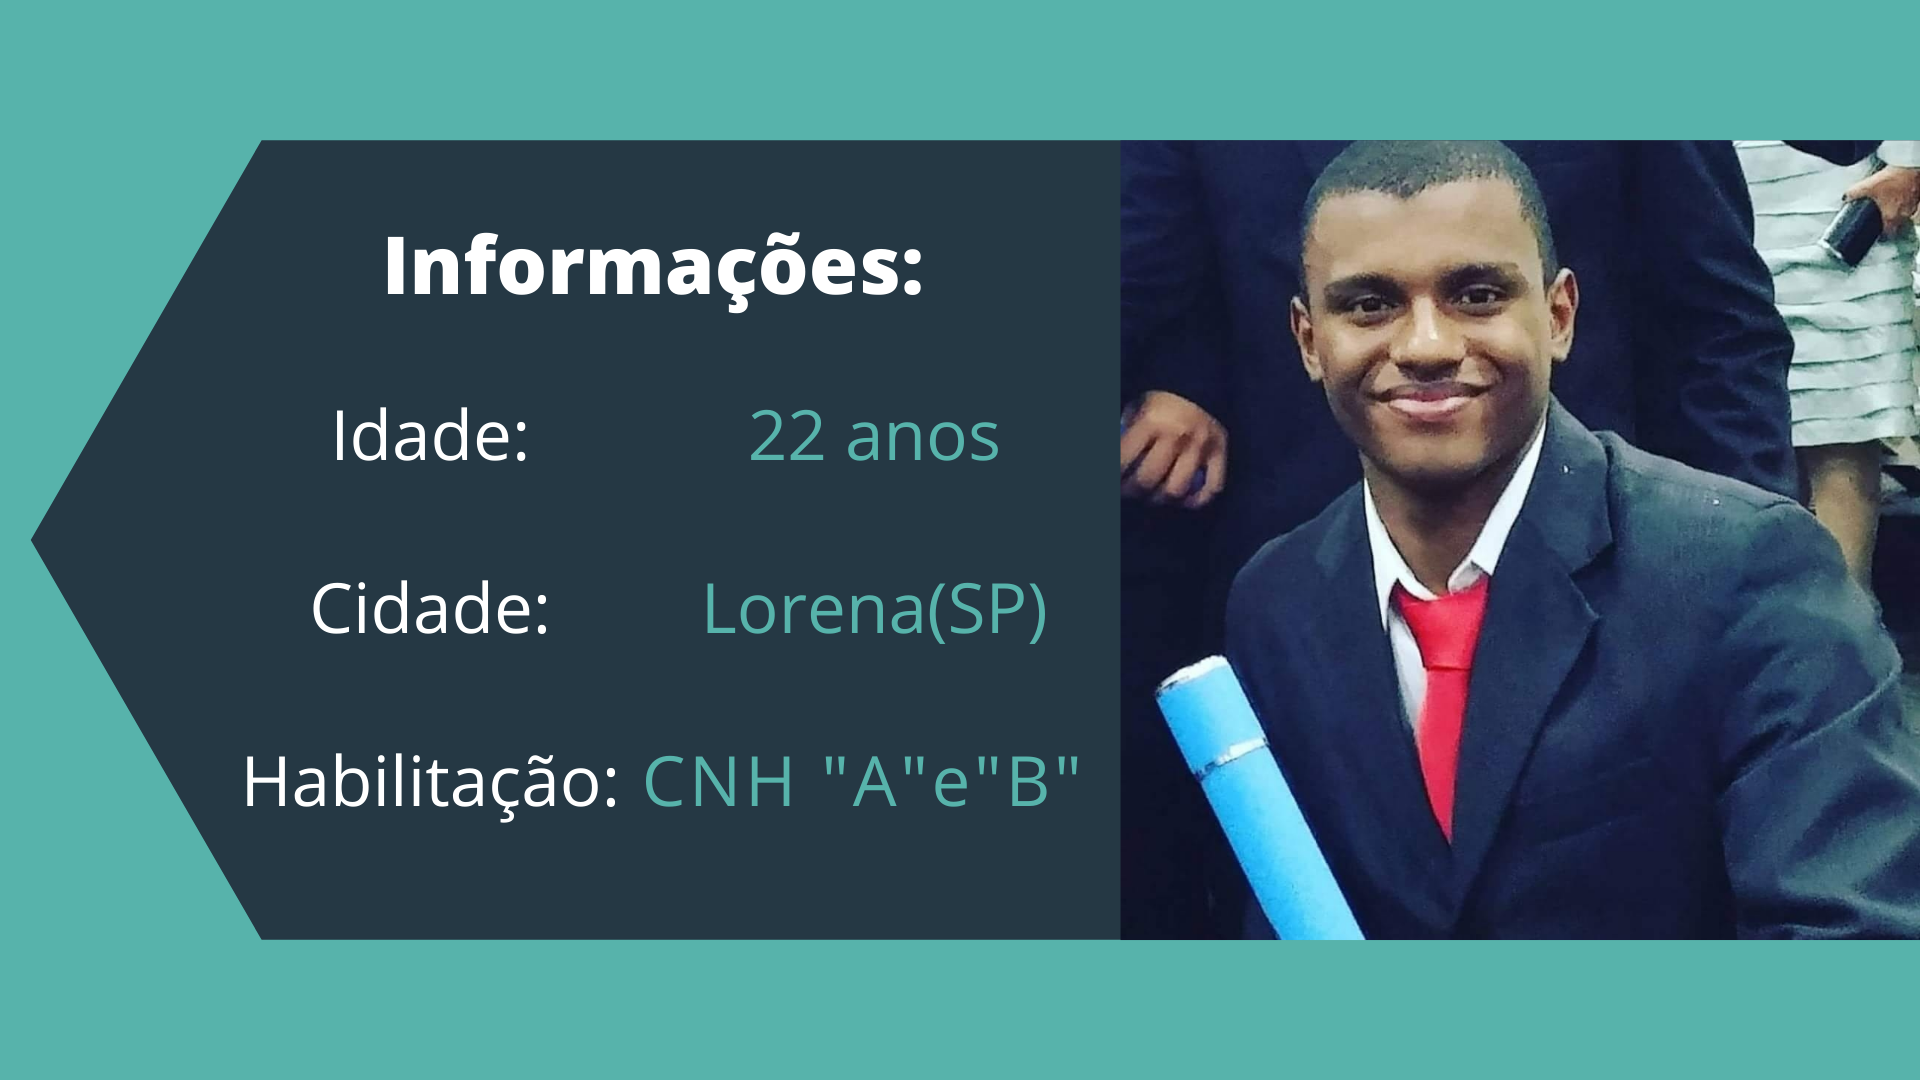 Informações:
Idade: 22 anos
Cidade: Lorena(SP)
Habilitação: CNH "A"e"B"